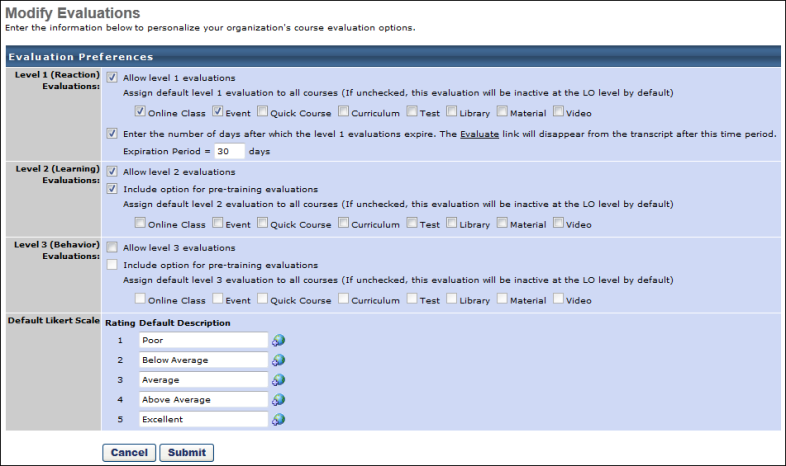 Modify Evaluations
Enter the information below to personalize your organization's course evaluation options.
Evaluation Preferences
Level 1 (Reaction) Evaluations:
Allow level 1 evaluations
Assign default level 1 evaluation to all courses (If unchecked, this evaluation will be inactive at the LO level by default)
Online Class Event Quick Course Curriculum Test Library Material Video
Enter the number of days after which the level 1 evaluations expire. The Evaluate link will disappear from the transcript after this time period.
Expiration Period = 30 days
Level 2 (Learning) Evaluations:
Allow level 2 evaluations
Include option for pre-training evaluations
Assign default level 2 evaluation to all courses (If unchecked, this evaluation will be inactive at the LO level by default)
Online Class Event Quick Course Curriculum Test Library Material Video
Level 3 (Behavior) Evaluations:
Allow level 3 evaluations
Include option for pre-training evaluations
Assign default level 3 evaluation to all courses (If unchecked, this evaluation will be inactive at the LO level by default)
Online Class Event Quick Course Curriculum Test Library Material Video
Default Likert Scale
Rating Default Description
1 Poor
2 Below Average
3 Average
4 Above Average
5 Excellent
Cancel Submit